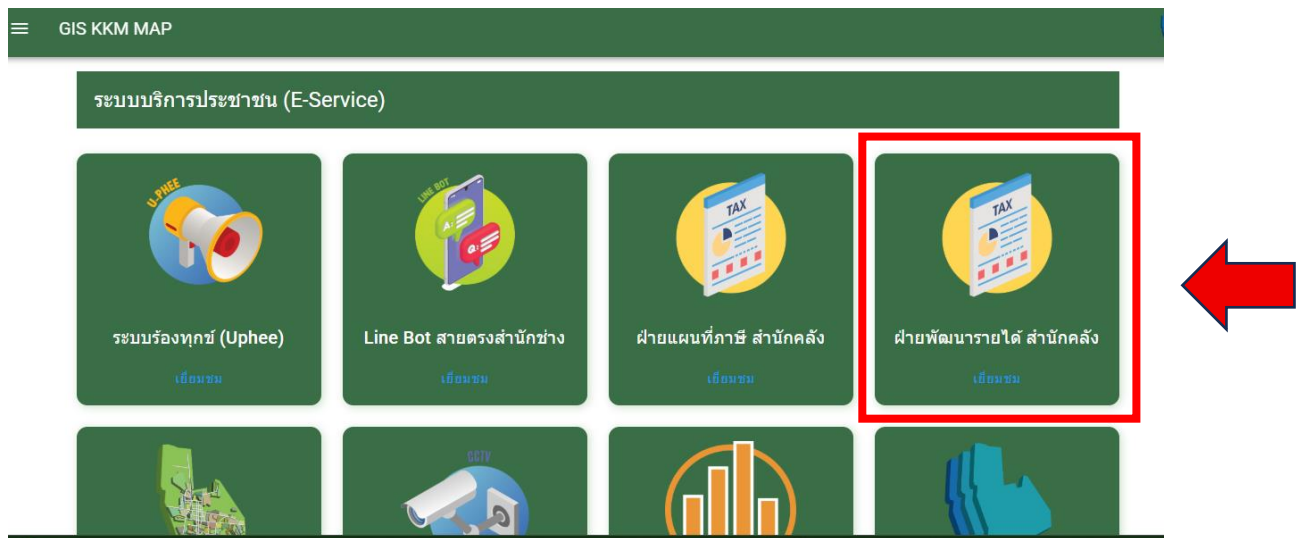 GIS KKM MAP
ระบบบริการประชาชน (E-Service)
U-PHEE
LINE BOT
A:
Q:
TAX
TAX
ระบบร้องทุกข์ (Uphee)
Line Bot สายตรงสำนักช่าง
ฝ่ายแผนที่ภาษี สำนักคลัง
ฝ่ายพัฒนารายได้ สำนักคลัง
เยี่ยมชม
เยี่ยมชม
เยี่ยมชม
เยี่ยมชม
CCTV